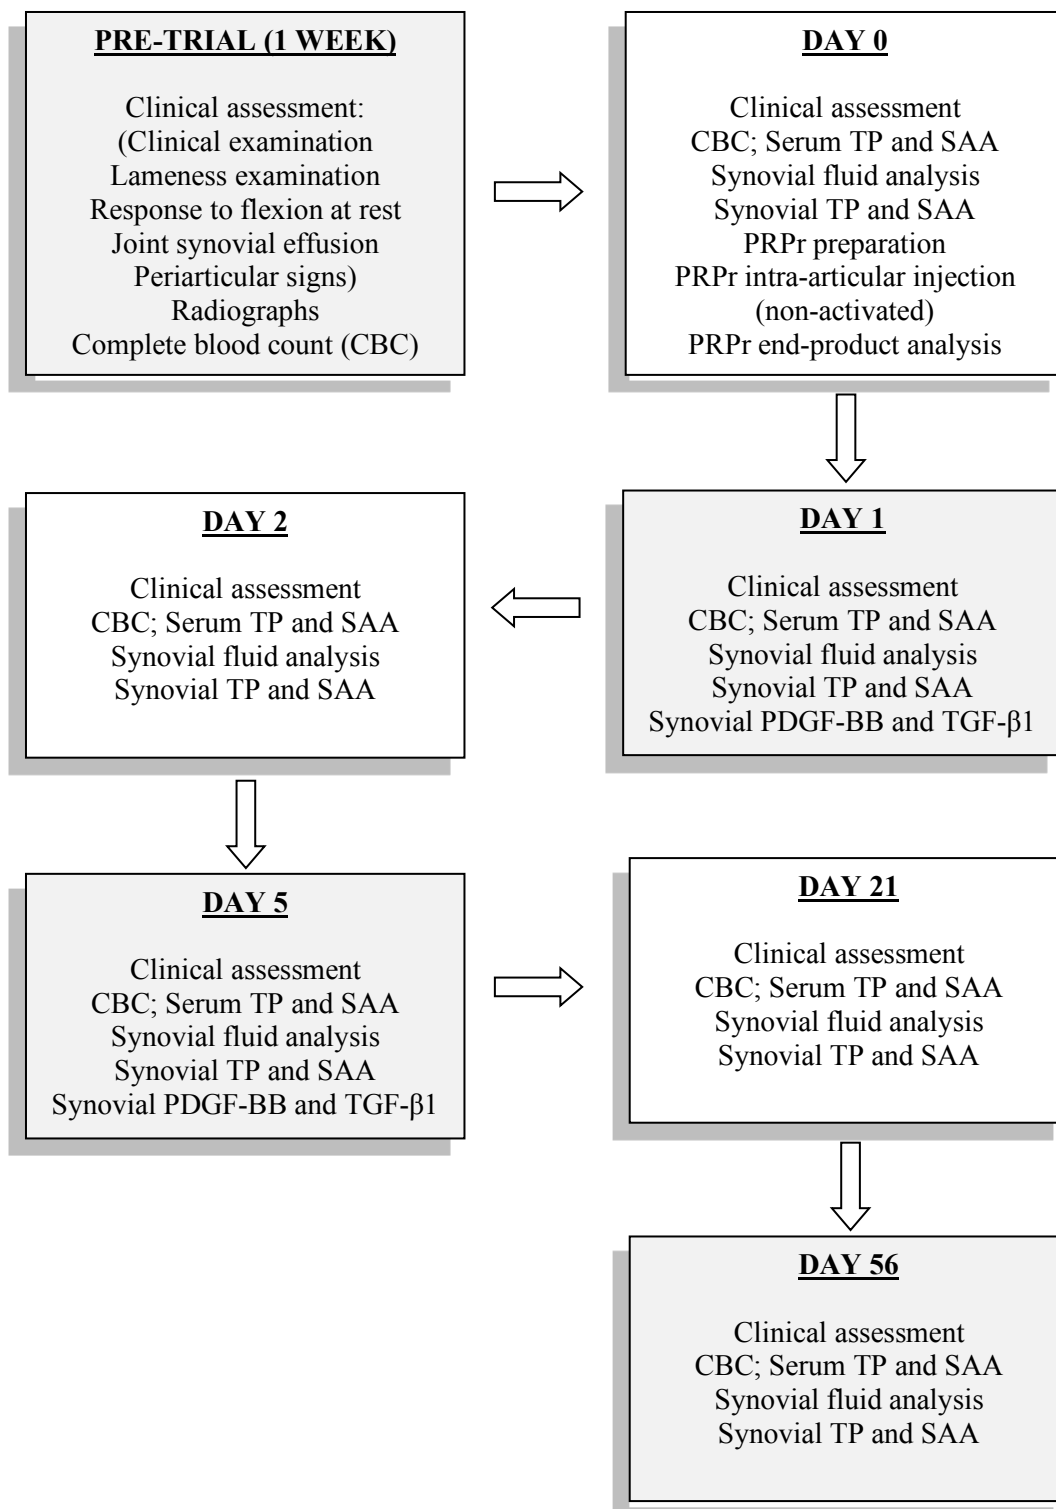 PRE-TRIAL (1 WEEK)
Clinical assessment:
(Clinical examination
Lameness examination
Response to flexion at rest
Joint synovial effusion
Periarticular signs)
Radiographs
Complete blood count (CBC)
DAY 0
Clinical assessment
CBC; Serum TP and SAA
Synovial fluid analysis
Synovial TP and SAA
PRPr preparation
PRPr intra-articular injection
(non-activated)
PRPr end-product analysis
DAY 1
Clinical assessment
CBC; Serum TP and SAA
Synovial fluid analysis
Synovial TP and SAA
Synovial PDGF-BB and TGF-β1
DAY 2
Clinical assessment
CBC; Serum TP and SAA
Synovial fluid analysis
Synovial TP and SAA
DAY 5
Clinical assessment
CBC; Serum TP and SAA
Synovial fluid analysis
Synovial TP and SAA
Synovial PDGF-BB and TGF-β1
DAY 21
Clinical assessment
CBC; Serum TP and SAA
Synovial fluid analysis
Synovial TP and SAA
DAY 56
Clinical assessment
CBC; Serum TP and SAA
Synovial fluid analysis
Synovial TP and SAA